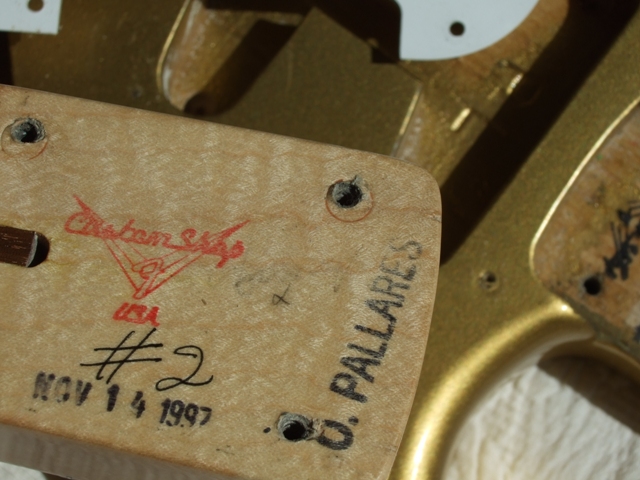 Custom Shop
USA
#2
NOV 14 1997
O. PALLARES